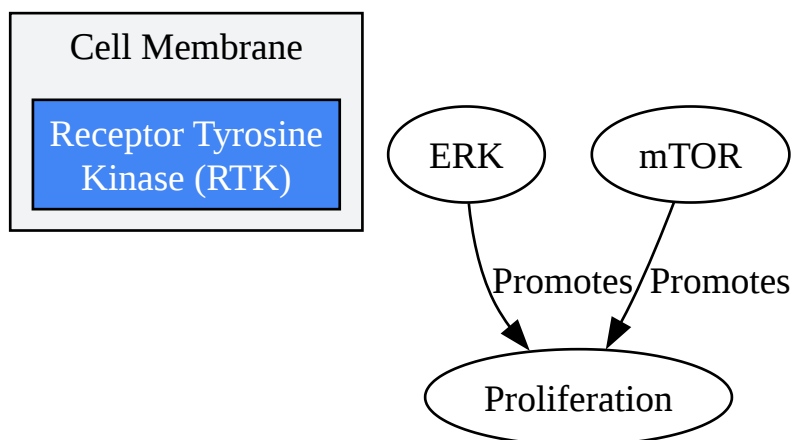 Cell Membrane
Receptor Tyrosine
Kinase (RTK)
ERK
mTOR
Promotes
Promotes
Proliferation